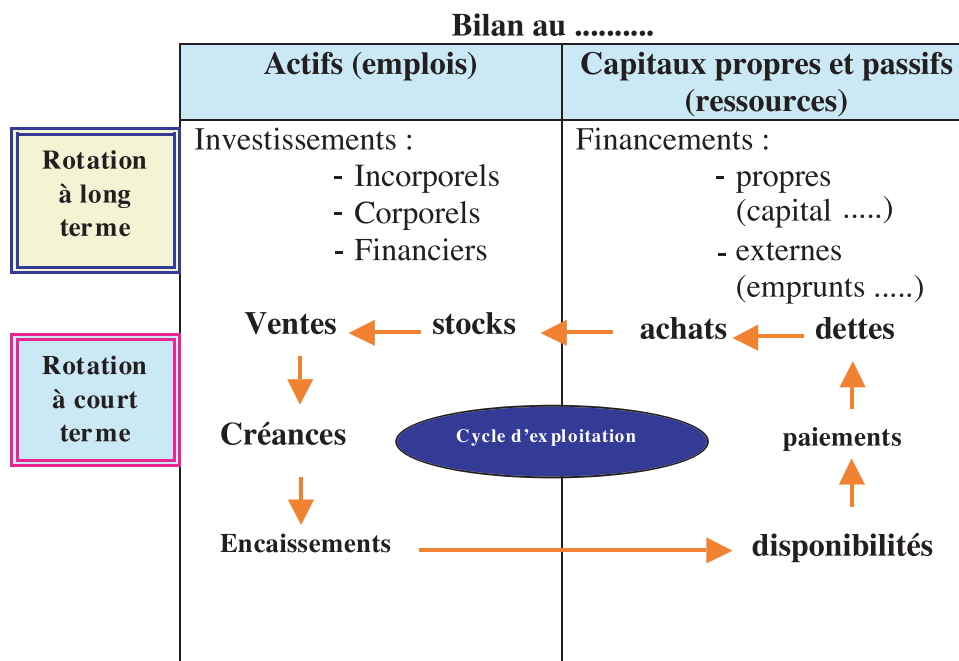 Bilan au ..........
Actifs (emplois)
Capitaux propres et passifs
(ressources)
Rotation
à long
terme
Investissements :
- Incorporels
- Corporels
- Financiers
Financements :
- propres
(capital .....)
- externes
(emprunts .....)
Rotation
à court
terme
Ventes
stocks
achats
dettes
Créances
Cycle d'exploitation
paiements
Encaissements
disponibilités